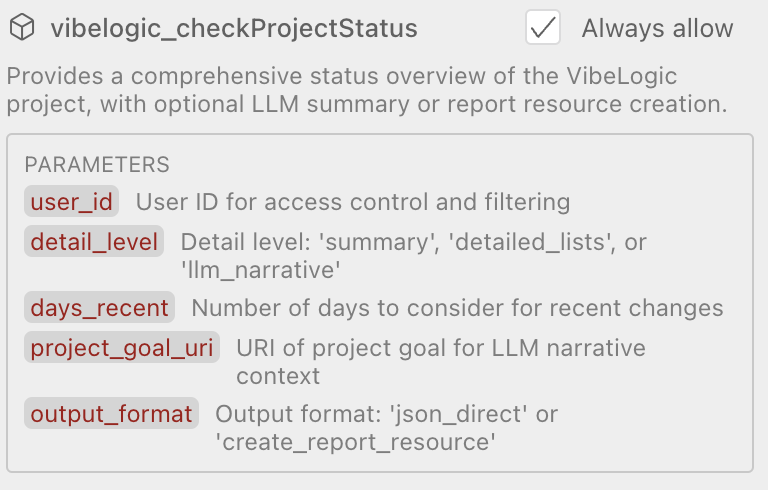 vibelogic_checkProjectStatus Always allow
Provides a comprehensive status overview of the VibeLogic
project, with optional LLM summary or report resource creation.
PARAMETERS
user_id User ID for access control and filtering
detail_level Detail level: 'summary', 'detailed_lists', or
'llm_narrative'
days_recent Number of days to consider for recent changes
project_goal_uri URI of project goal for LLM narrative
context
output_format Output format: 'json_direct' or
'create_report_resource'